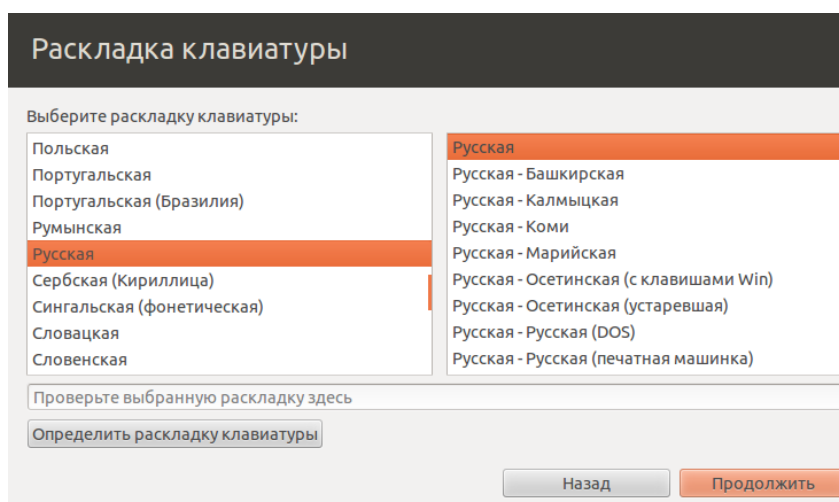 Раскладка клавиатуры
Выберите раскладку клавиатуры:
Польская
Португальская
Португальская (Бразилия)
Румынская
Русская
Сербская (Кириллица)
Сингальская (фонетическая)
Словацкая
Словенская
Русская
Русская - Башкирская
Русская - Калмыцкая
Русская - Коми
Русская - Марийская
Русская - Осетинская (с клавишами Win)
Русская - Осетинская (устаревшая)
Русская - Русская (DOS)
Русская - Русская (печатная машинка)
Проверьте выбранную раскладку здесь
Определить раскладку клавиатуры
Назад
Продолжить